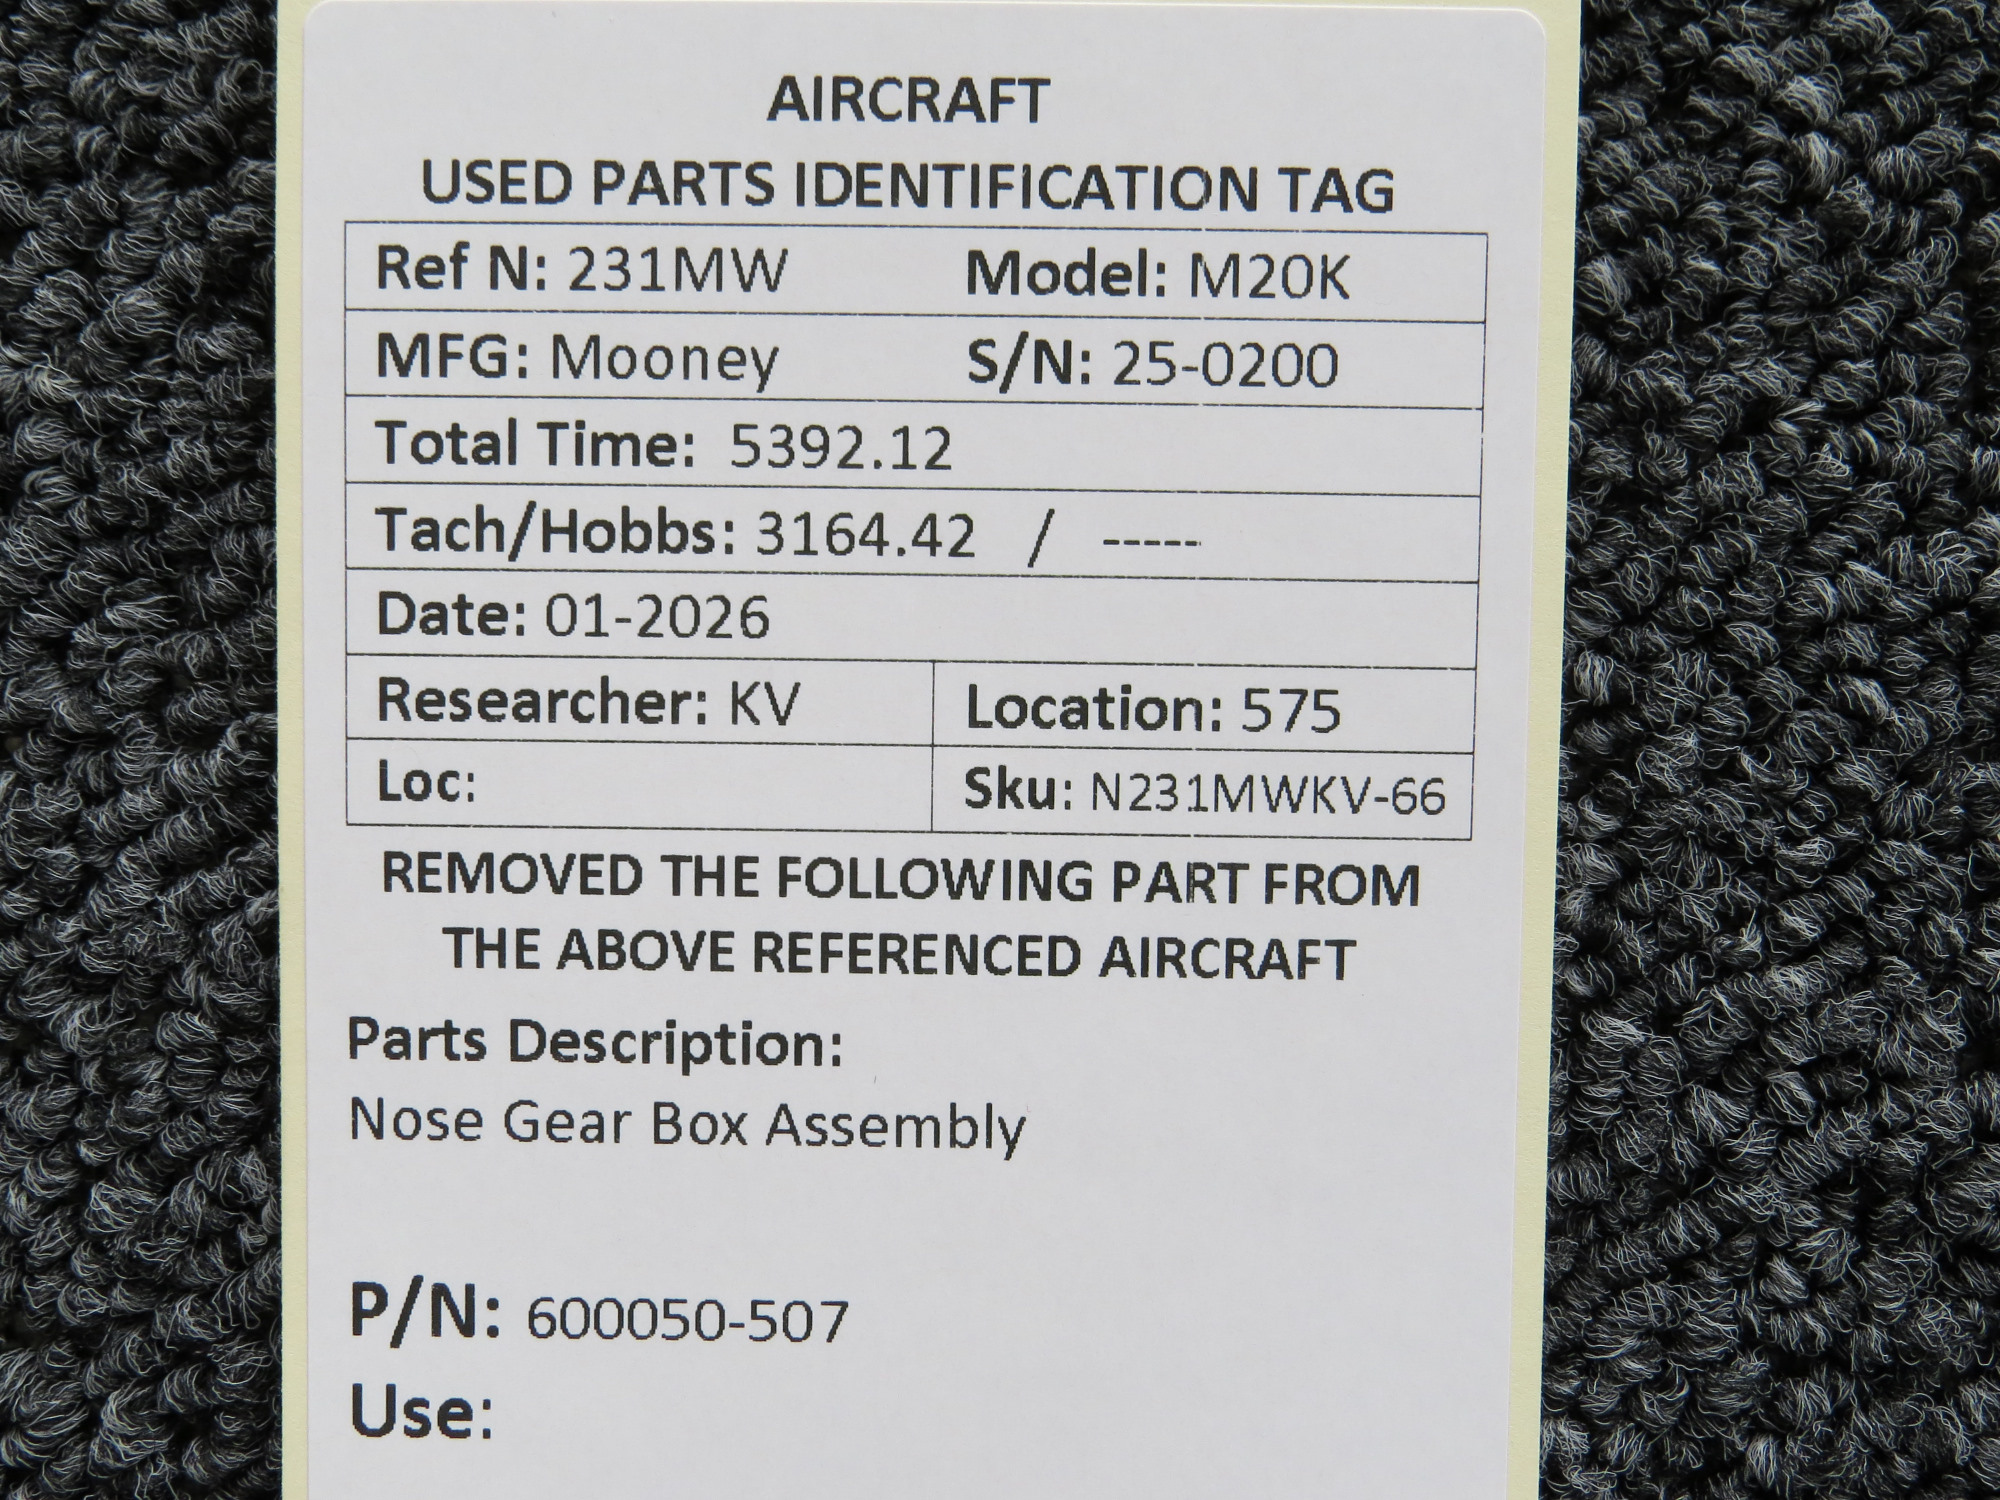 AIRCRAFT
USED PARTS IDENTIFICATION TAG
Ref N: 231MW Model: M20K
MFG: Mooney S/N: 25-0200
Total Time: 5392.12
Tach/Hobbs: 3164.42 / -----
Date: 01-2026
Researcher: KV Location: 575
Loc: Sku: N231MWKV-66
REMOVED THE FOLLOWING PART FROM
THE ABOVE REFERENCED AIRCRAFT
Parts Description:
Nose Gear Box Assembly
P/N: 600050-507
Use: